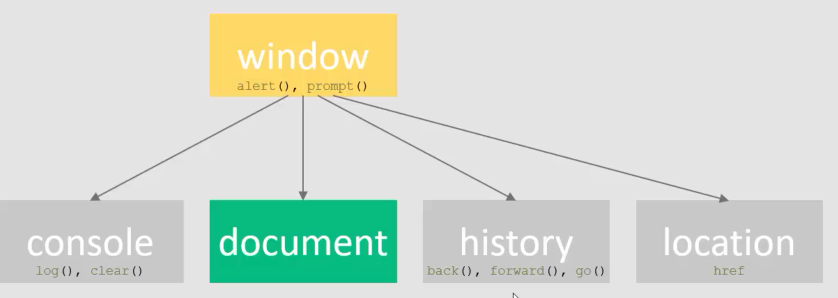 window
alert(), prompt()
console
log(), clear()
document
history
back(), forward(), go()
location
href